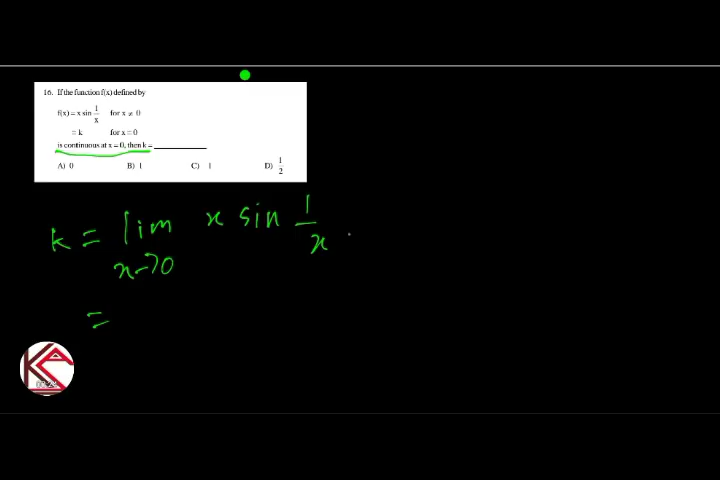 16. If the function f(x) defined by
f(x) = x sin 1/x for x ≠ 0
= k for x = 0
is continuous at x = 0, then k = __________
A) 0 B) 1 C) 1 D) 1/2
k = lim x→0 x sin 1/x
=